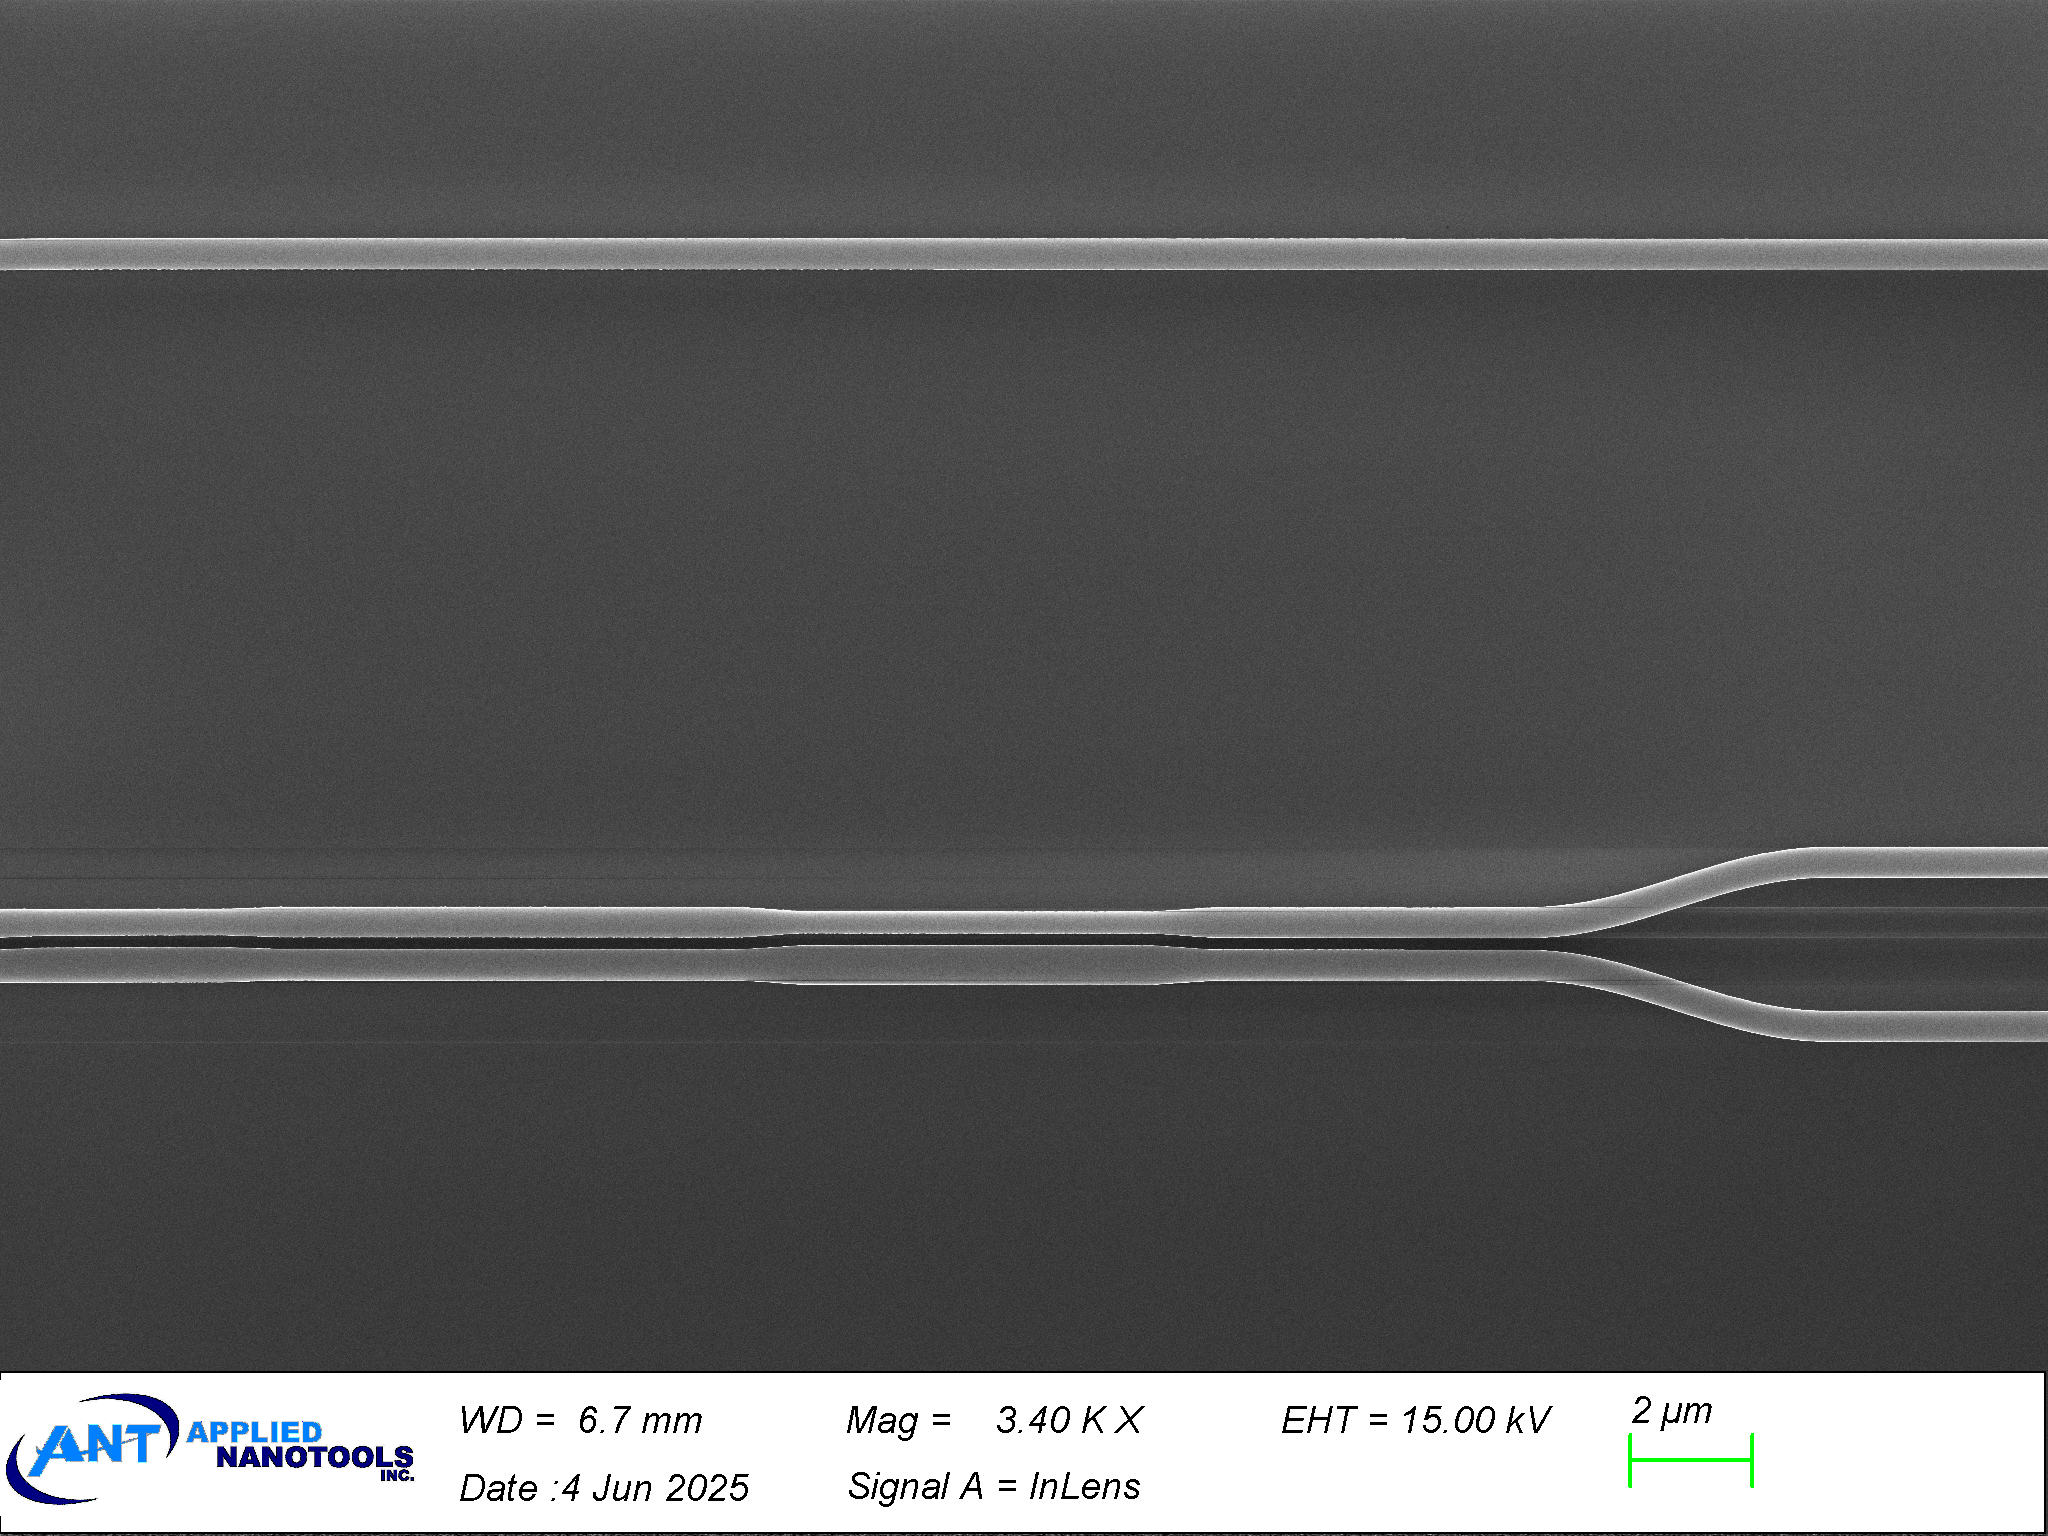 ANT APPLIED
NANOTOOLS
INC.
WD = 6.7 mm
Mag = 3.40 K X
EHT = 15.00 kV
2 µm
Date :4 Jun 2025
Signal A = InLens